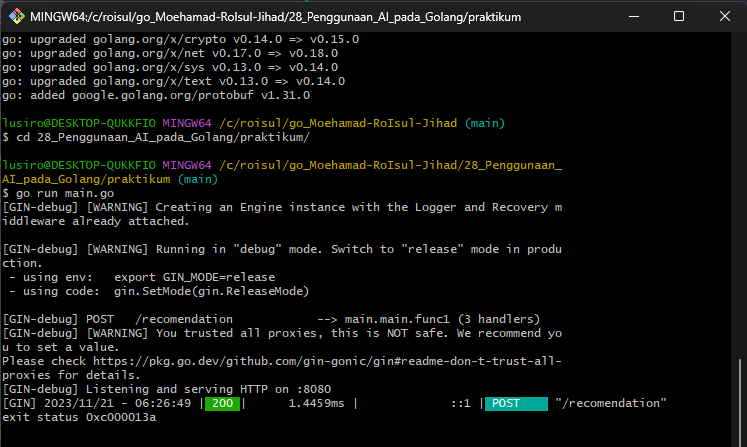 MINGW64:/c/roisul/go_Moehamad-RoIsul-Jihad/28_Penggunaan_AI_pada_Golang/praktikum
go: upgraded golang.org/x/crypto v0.14.0 => v0.15.0
go: upgraded golang.org/x/net v0.17.0 => v0.18.0
go: upgraded golang.org/x/sys v0.13.0 => v0.14.0
go: upgraded golang.org/x/text v0.13.0 => v0.14.0
go: added google.golang.org/protobuf v1.31.0
lusiro@DESKTOP-QUKKFIO MINGW64 /c/roisul/go_Moehamad-RoIsul-Jihad (main)
$ cd 28_Penggunaan_AI_pada_Golang/praktikum/
lusiro@DESKTOP-QUKKFIO MINGW64 /c/roisul/go_Moehamad-RoIsul-Jihad/28_Penggunaan_
AI_pada_Golang/praktikum (main)
$ go run main.go
[GIN-debug] [WARNING] Creating an Engine instance with the Logger and Recovery m
iddleware already attached.
[GIN-debug] [WARNING] Running in "debug" mode. Switch to "release" mode in produ
ction.
- using env:   export GIN_MODE=release
- using code:  gin.SetMode(gin.ReleaseMode)
[GIN-debug] POST   /recomendation            --> main.main.func1 (3 handlers)
[GIN-debug] [WARNING] You trusted all proxies, this is NOT safe. We recommend yo
u to set a value.
Please check https://pkg.go.dev/github.com/gin-gonic/gin#readme-don-t-trust-all-
proxies for details.
[GIN-debug] Listening and serving HTTP on :8080
[GIN] 2023/11/21 - 06:26:49 | 200 |      1.4459ms |             ::1 | POST     "/recomendation"
exit status 0xc000013a